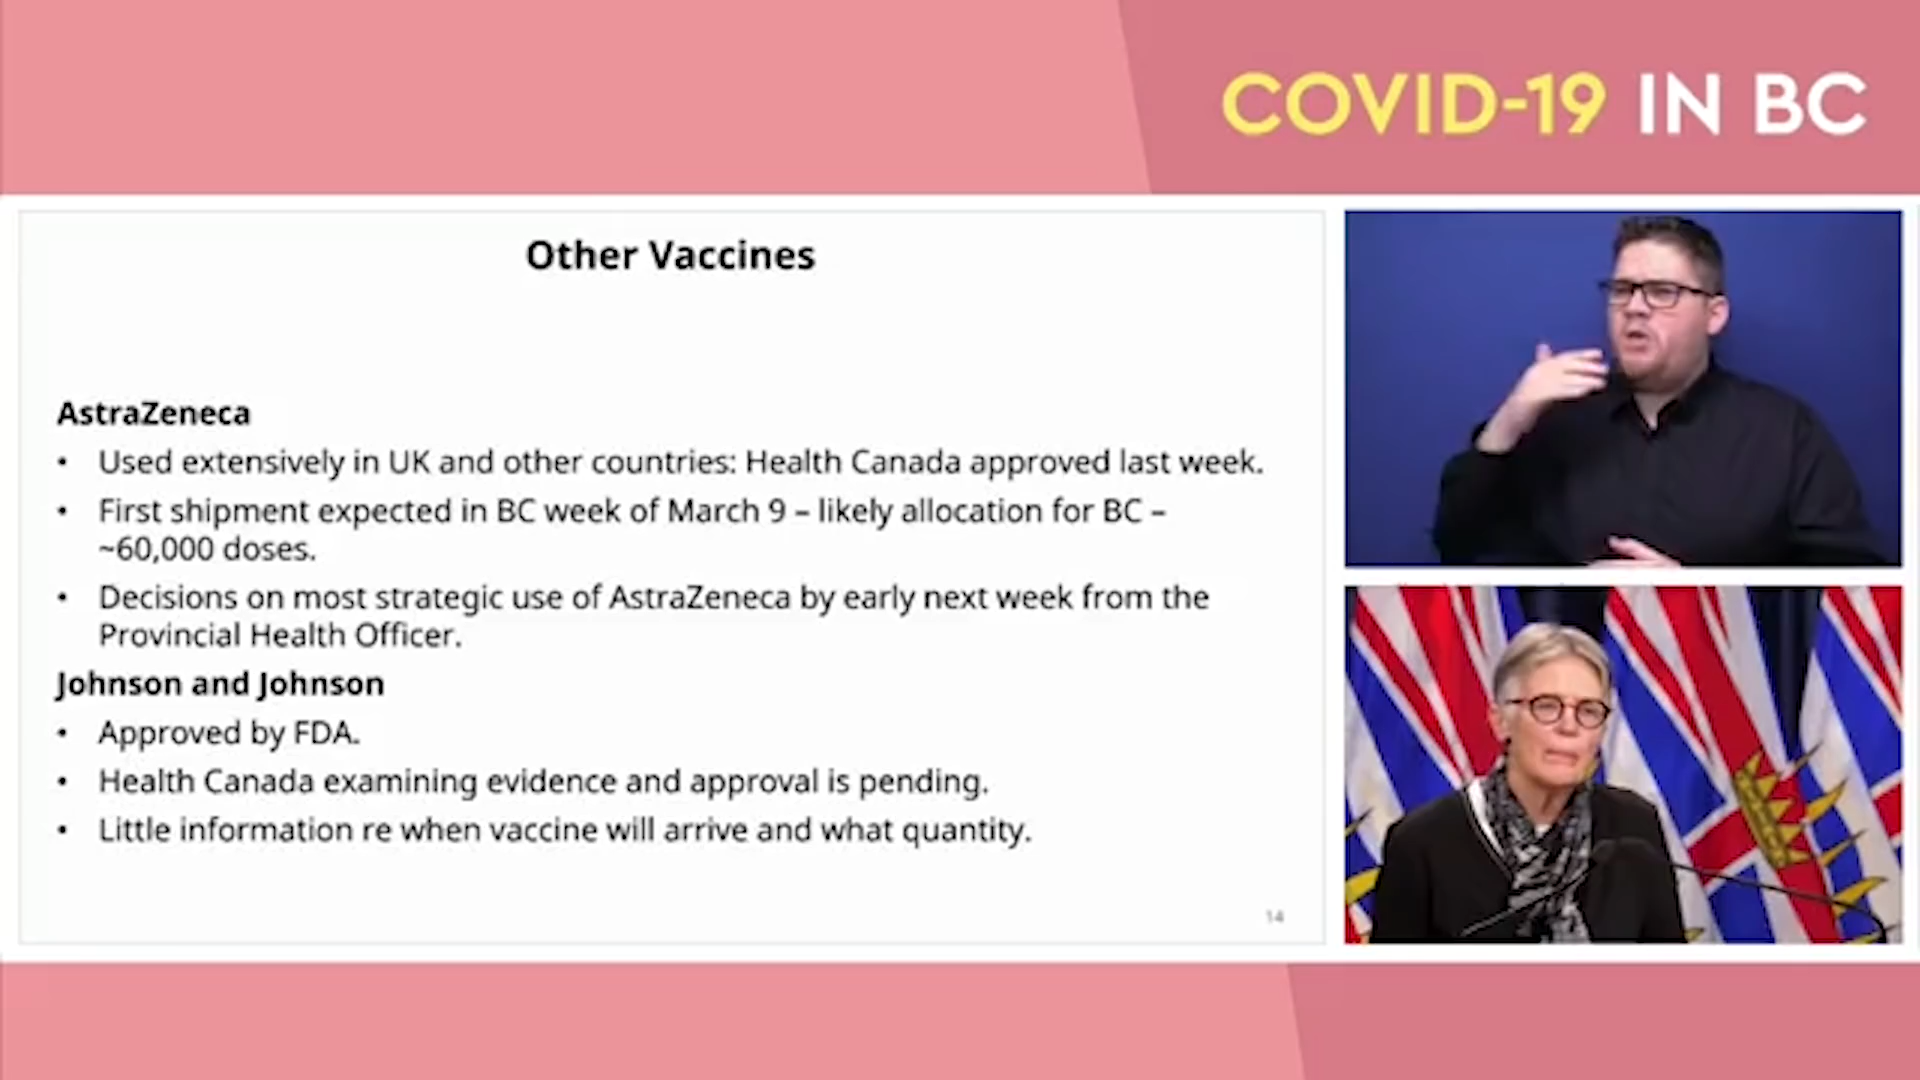 COVID-19 IN BC
Other Vaccines
AstraZeneca
• Used extensively in UK and other countries: Health Canada approved last week.
• First shipment expected in BC week of March 9 – likely allocation for BC –
~60,000 doses.
• Decisions on most strategic use of AstraZeneca by early next week from the
Provincial Health Officer.
Johnson and Johnson
• Approved by FDA.
• Health Canada examining evidence and approval is pending.
• Little information re when vaccine will arrive and what quantity.
14